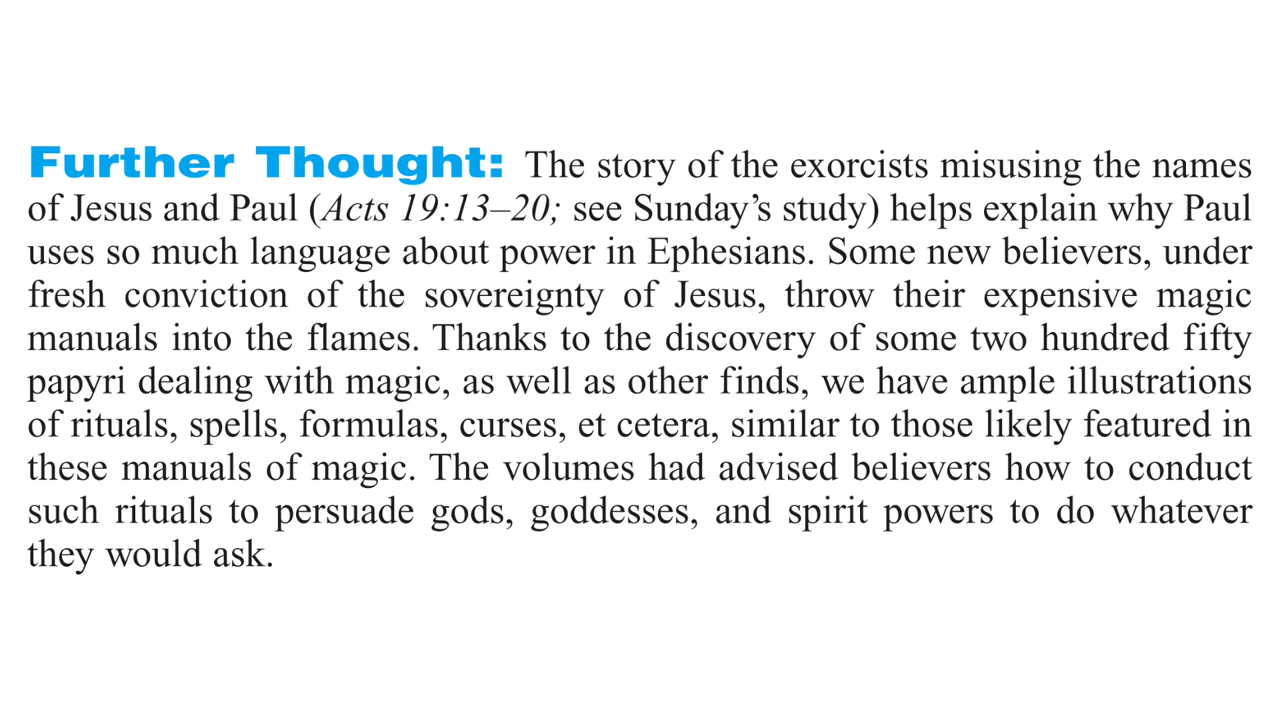 Further Thought: The story of the exorcists misusing the names
of Jesus and Paul (Acts 19:13–20; see Sunday’s study) helps explain why Paul
uses so much language about power in Ephesians. Some new believers, under
fresh conviction of the sovereignty of Jesus, throw their expensive magic
manuals into the flames. Thanks to the discovery of some two hundred fifty
papyri dealing with magic, as well as other finds, we have ample illustrations
of rituals, spells, formulas, curses, et cetera, similar to those likely featured in
these manuals of magic. The volumes had advised believers how to conduct
such rituals to persuade gods, goddesses, and spirit powers to do whatever
they would ask.